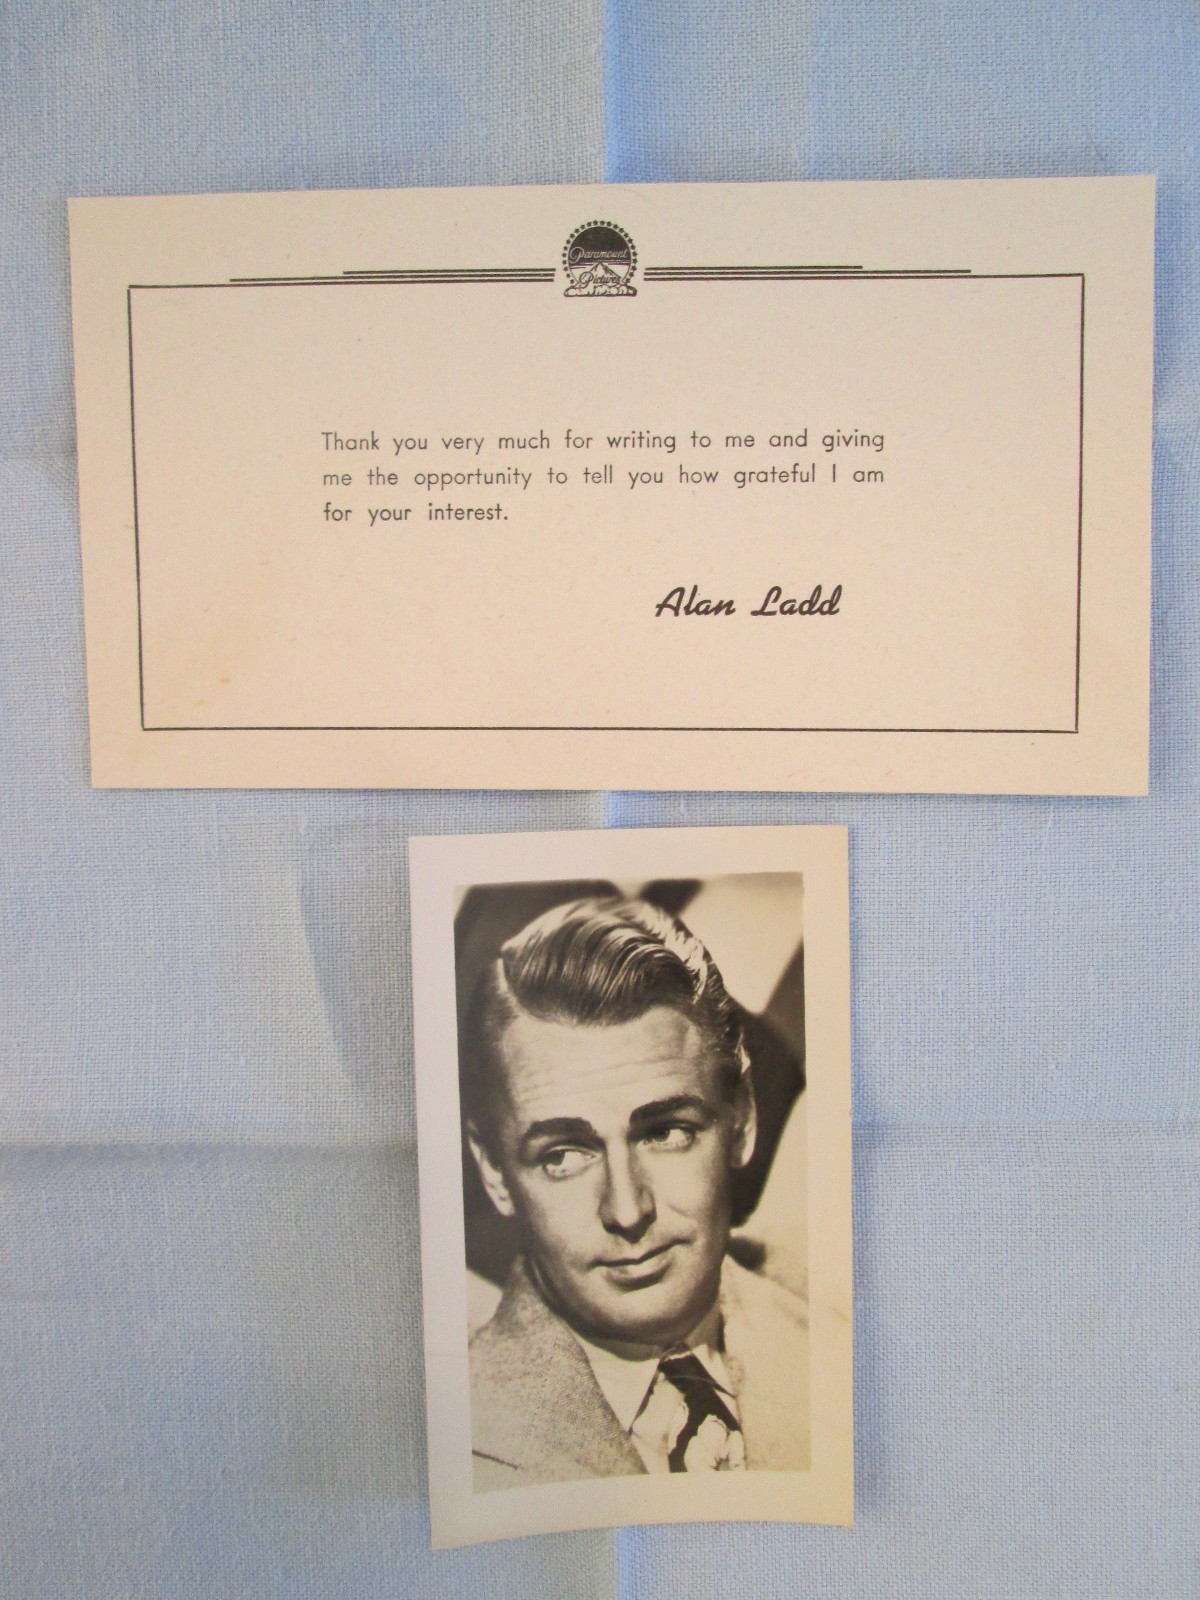 Paramount
Pictures
Thank you very much for writing to me and giving
me the opportunity to tell you how grateful I am
for your interest.
Alan Ladd